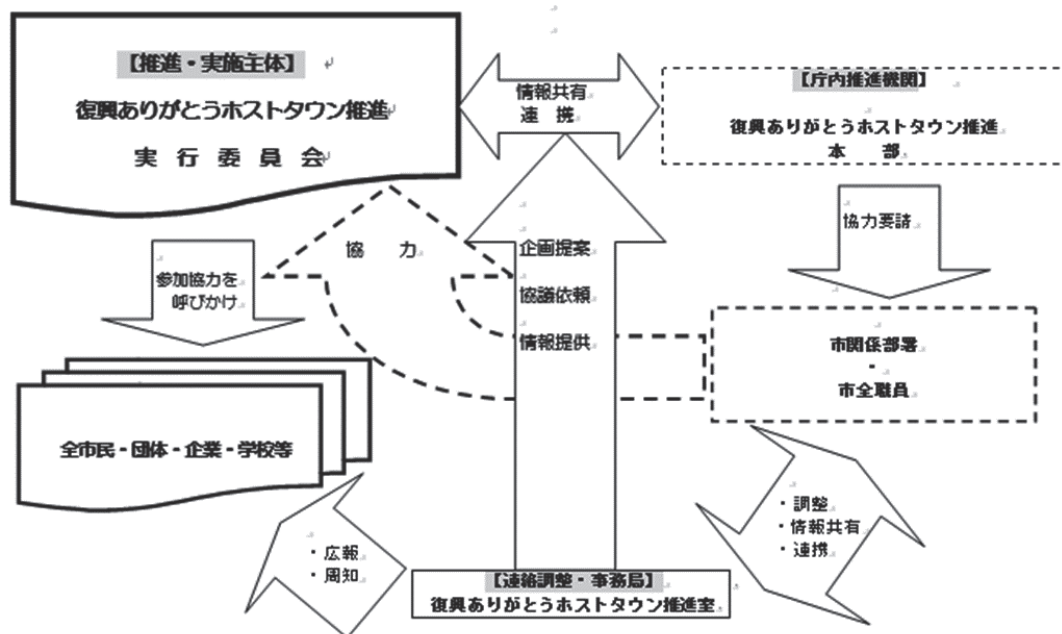 【推進・実施主体】
復興ありがとうホストタウン推進
実行委員会
情報共有
連携
【庁内推進機関】
復興ありがとうホストタウン推進
本部
協力要請
参加協力を
呼びかけ
協力
企画提案
協議依頼
情報提供
市関係部署
・
市全職員
全市民・団体・企業・学校等
・広報
・周知
・調整
・情報共有
・連携
【連絡調整・事務局】
復興ありがとうホストタウン推進室